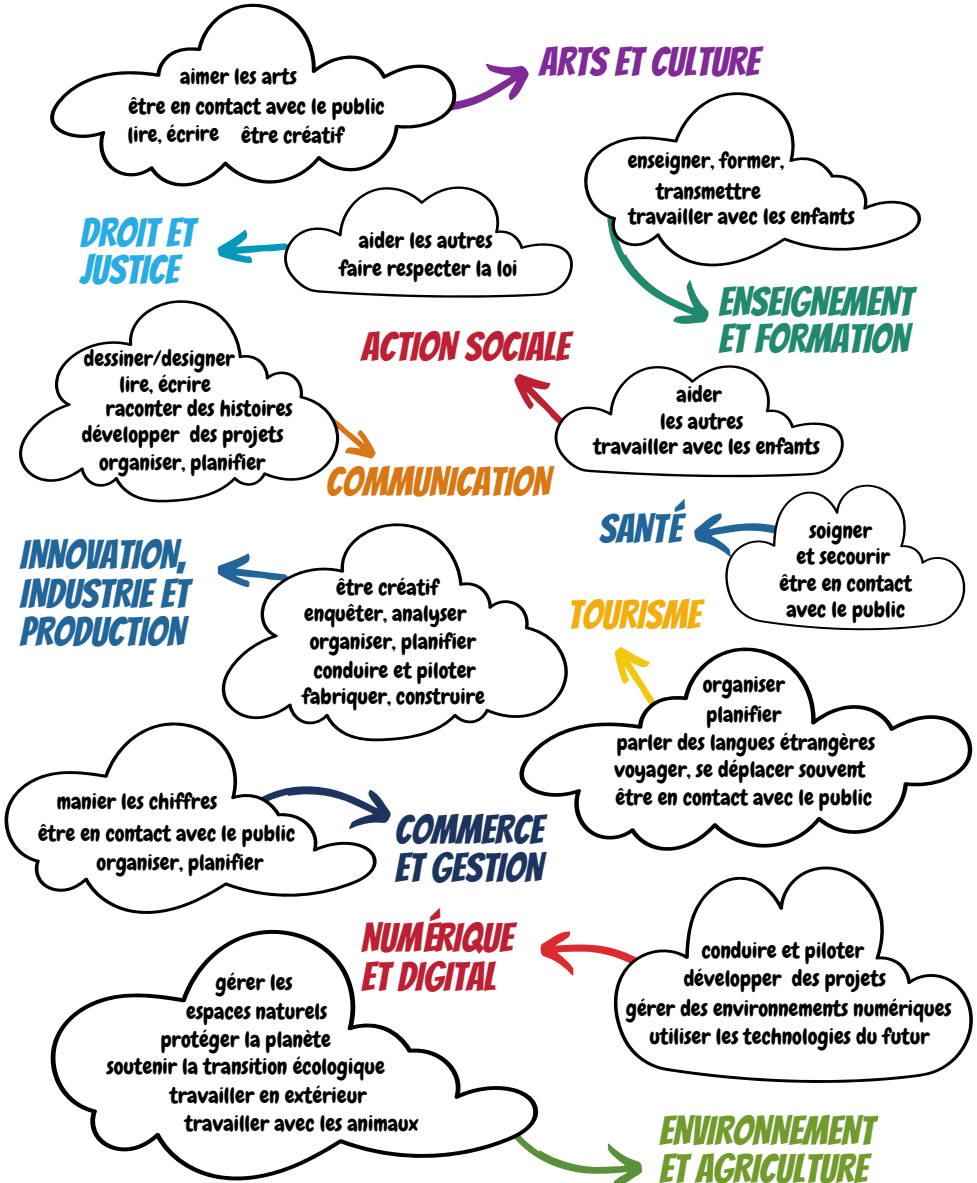 aimer les arts
être en contact avec le public
lire, écrire être créatif
ARTS ET CULTURE
enseigner, former,
transmettre
travailler avec les enfants
ENSEIGNEMENT
ET FORMATION
aider les autres
faire respecter la loi
DROIT ET
JUSTICE
dessiner/designer
lire, écrire
raconter des histoires
développer des projets
organiser, planifier
COMMUNICATION
ACTION SOCIALE
aider
les autres
travailler avec les enfants
SANTÉ
soigner
et secourir
être en contact
avec le public
INNOVATION,
INDUSTRIE ET
PRODUCTION
être créatif
enquêter, analyser
organiser, planifier
conduire et piloter
fabriquer, construire
TOURISME
organiser
planifier
parler des langues étrangères
voyager, se déplacer souvent
être en contact avec le public
manier les chiffres
être en contact avec le public
organiser, planifier
COMMERCE
ET GESTION
NUMÉRIQUE
ET DIGITAL
conduire et piloter
développer des projets
gérer des environnements numériques
utiliser les technologies du futur
gérer les
espaces naturels
protéger la planète
soutenir la transition écologique
travailler en extérieur
travailler avec les animaux
ENVIRONNEMENT
ET AGRICULTURE